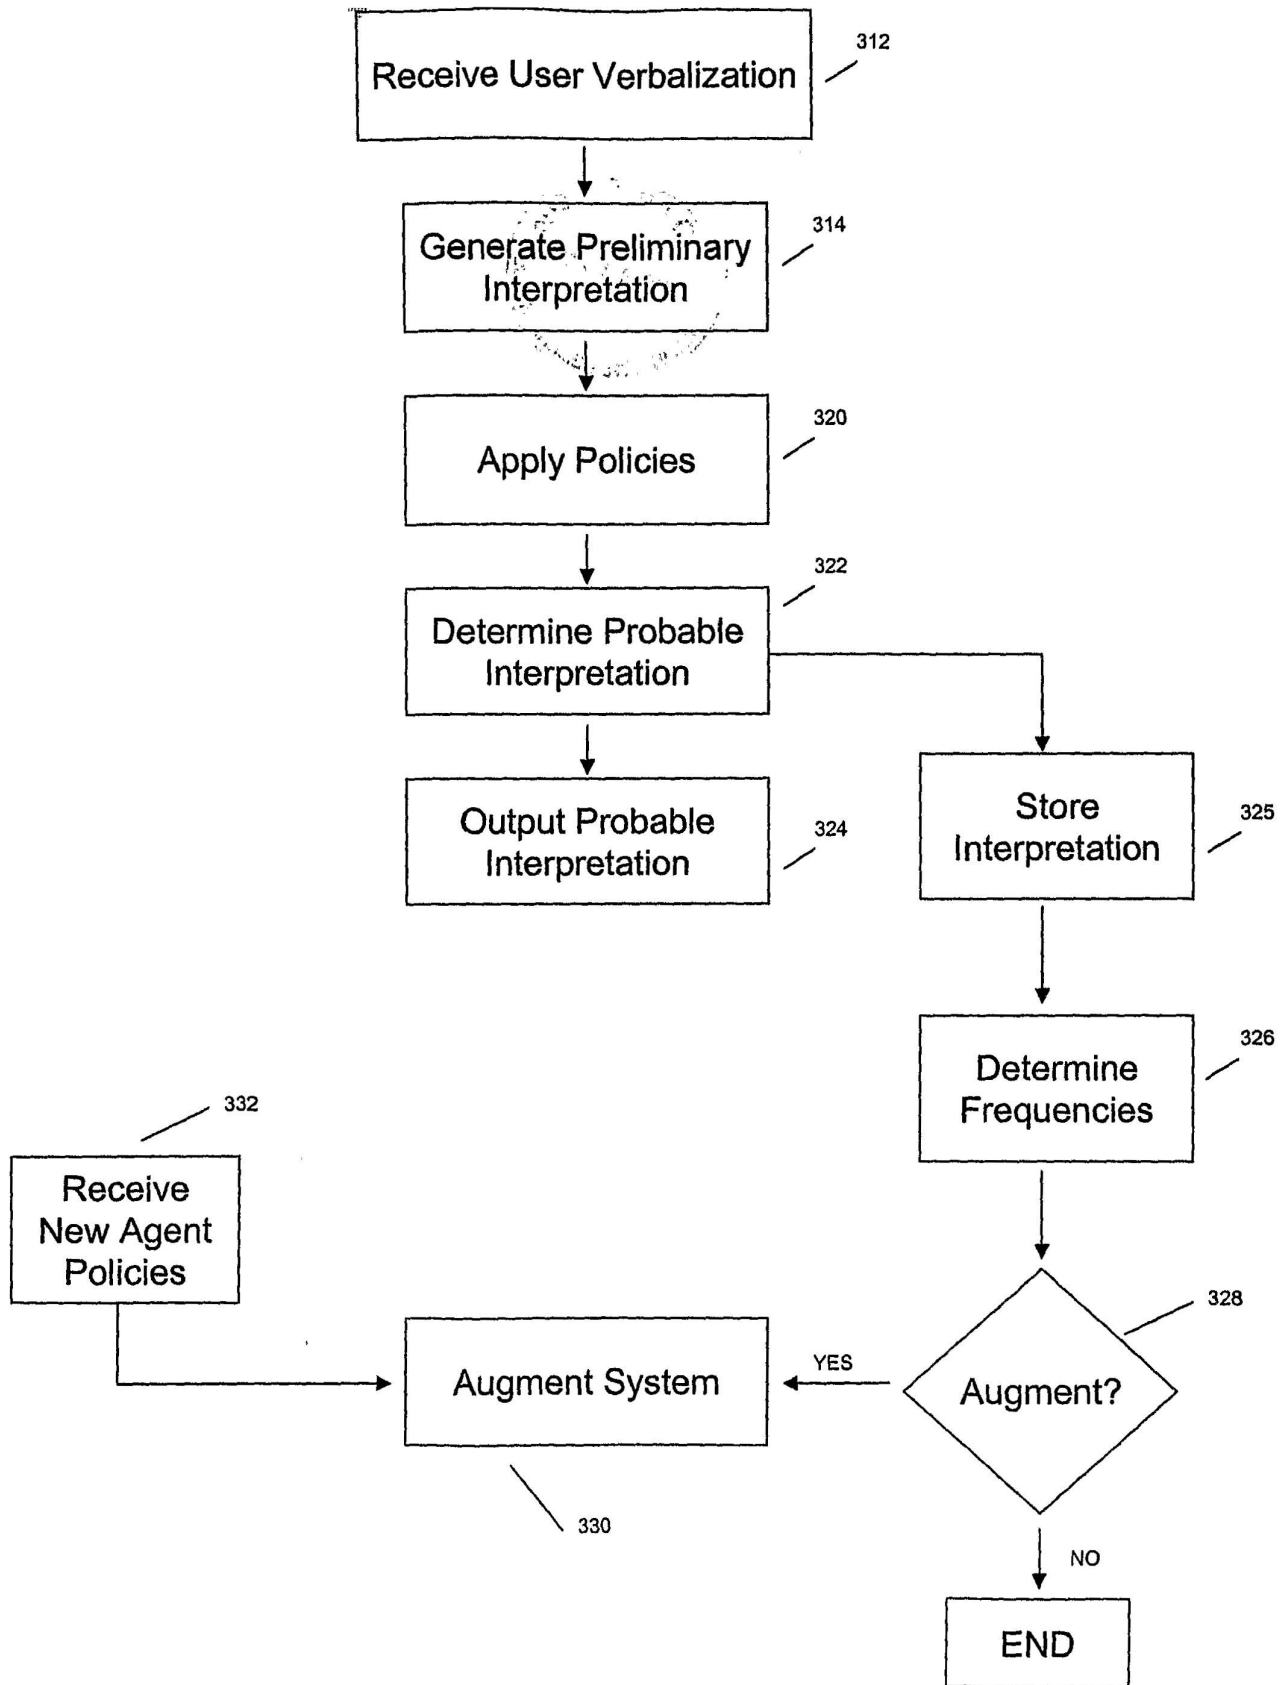 Receive User Verbalization
312
Generate Preliminary
Interpretation
314
Apply Policies
320
Determine Probable
Interpretation
322
Output Probable
Interpretation
324
Store
Interpretation
325
Determine
Frequencies
326
332
Receive
New Agent
Policies
Augment System
330
YES
Augment?
328
NO
END